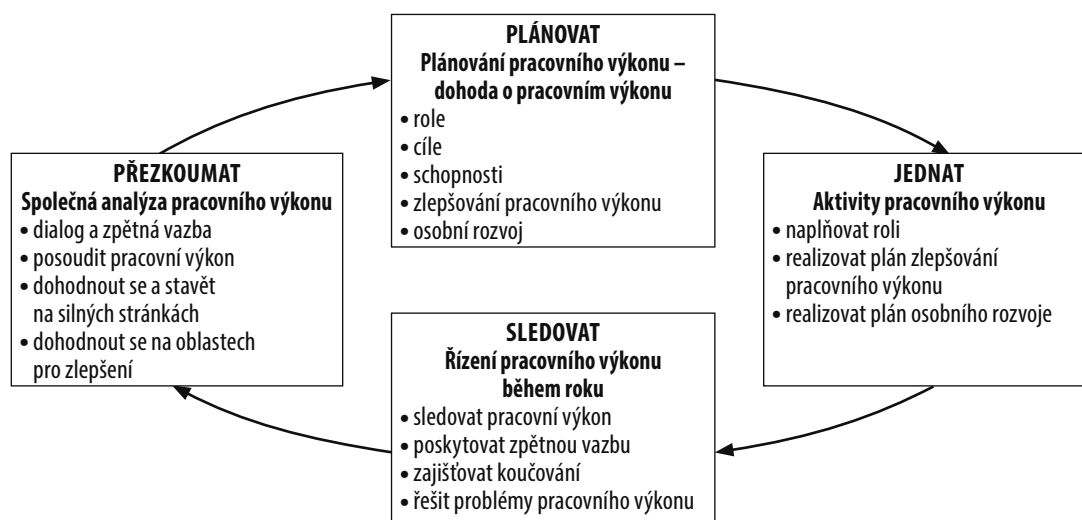 PLÁNOVAT
Plánování pracovního výkonu –
dohoda o pracovním výkonu
• role
• cíle
• schopnosti
• zlepšování pracovního výkonu
• osobní rozvoj
JEDNAT
Aktivity pracovního výkonu
• naplňovat roli
• realizovat plán zlepšování
pracovního výkonu
• realizovat plán osobního rozvoje
SLEDOVAT
Řízení pracovního výkonu
během roku
• sledovat pracovní výkon
• poskytovat zpětnou vazbu
• zajišťovat koučování
• řešit problémy pracovního výkonu
PŘEZKOUMAT
Společná analýza pracovního výkonu
• dialog a zpětná vazba
• posoudit pracovní výkon
• dohodnout se a stavět
na silných stránkách
• dohodnout se na oblastech
pro zlepšení